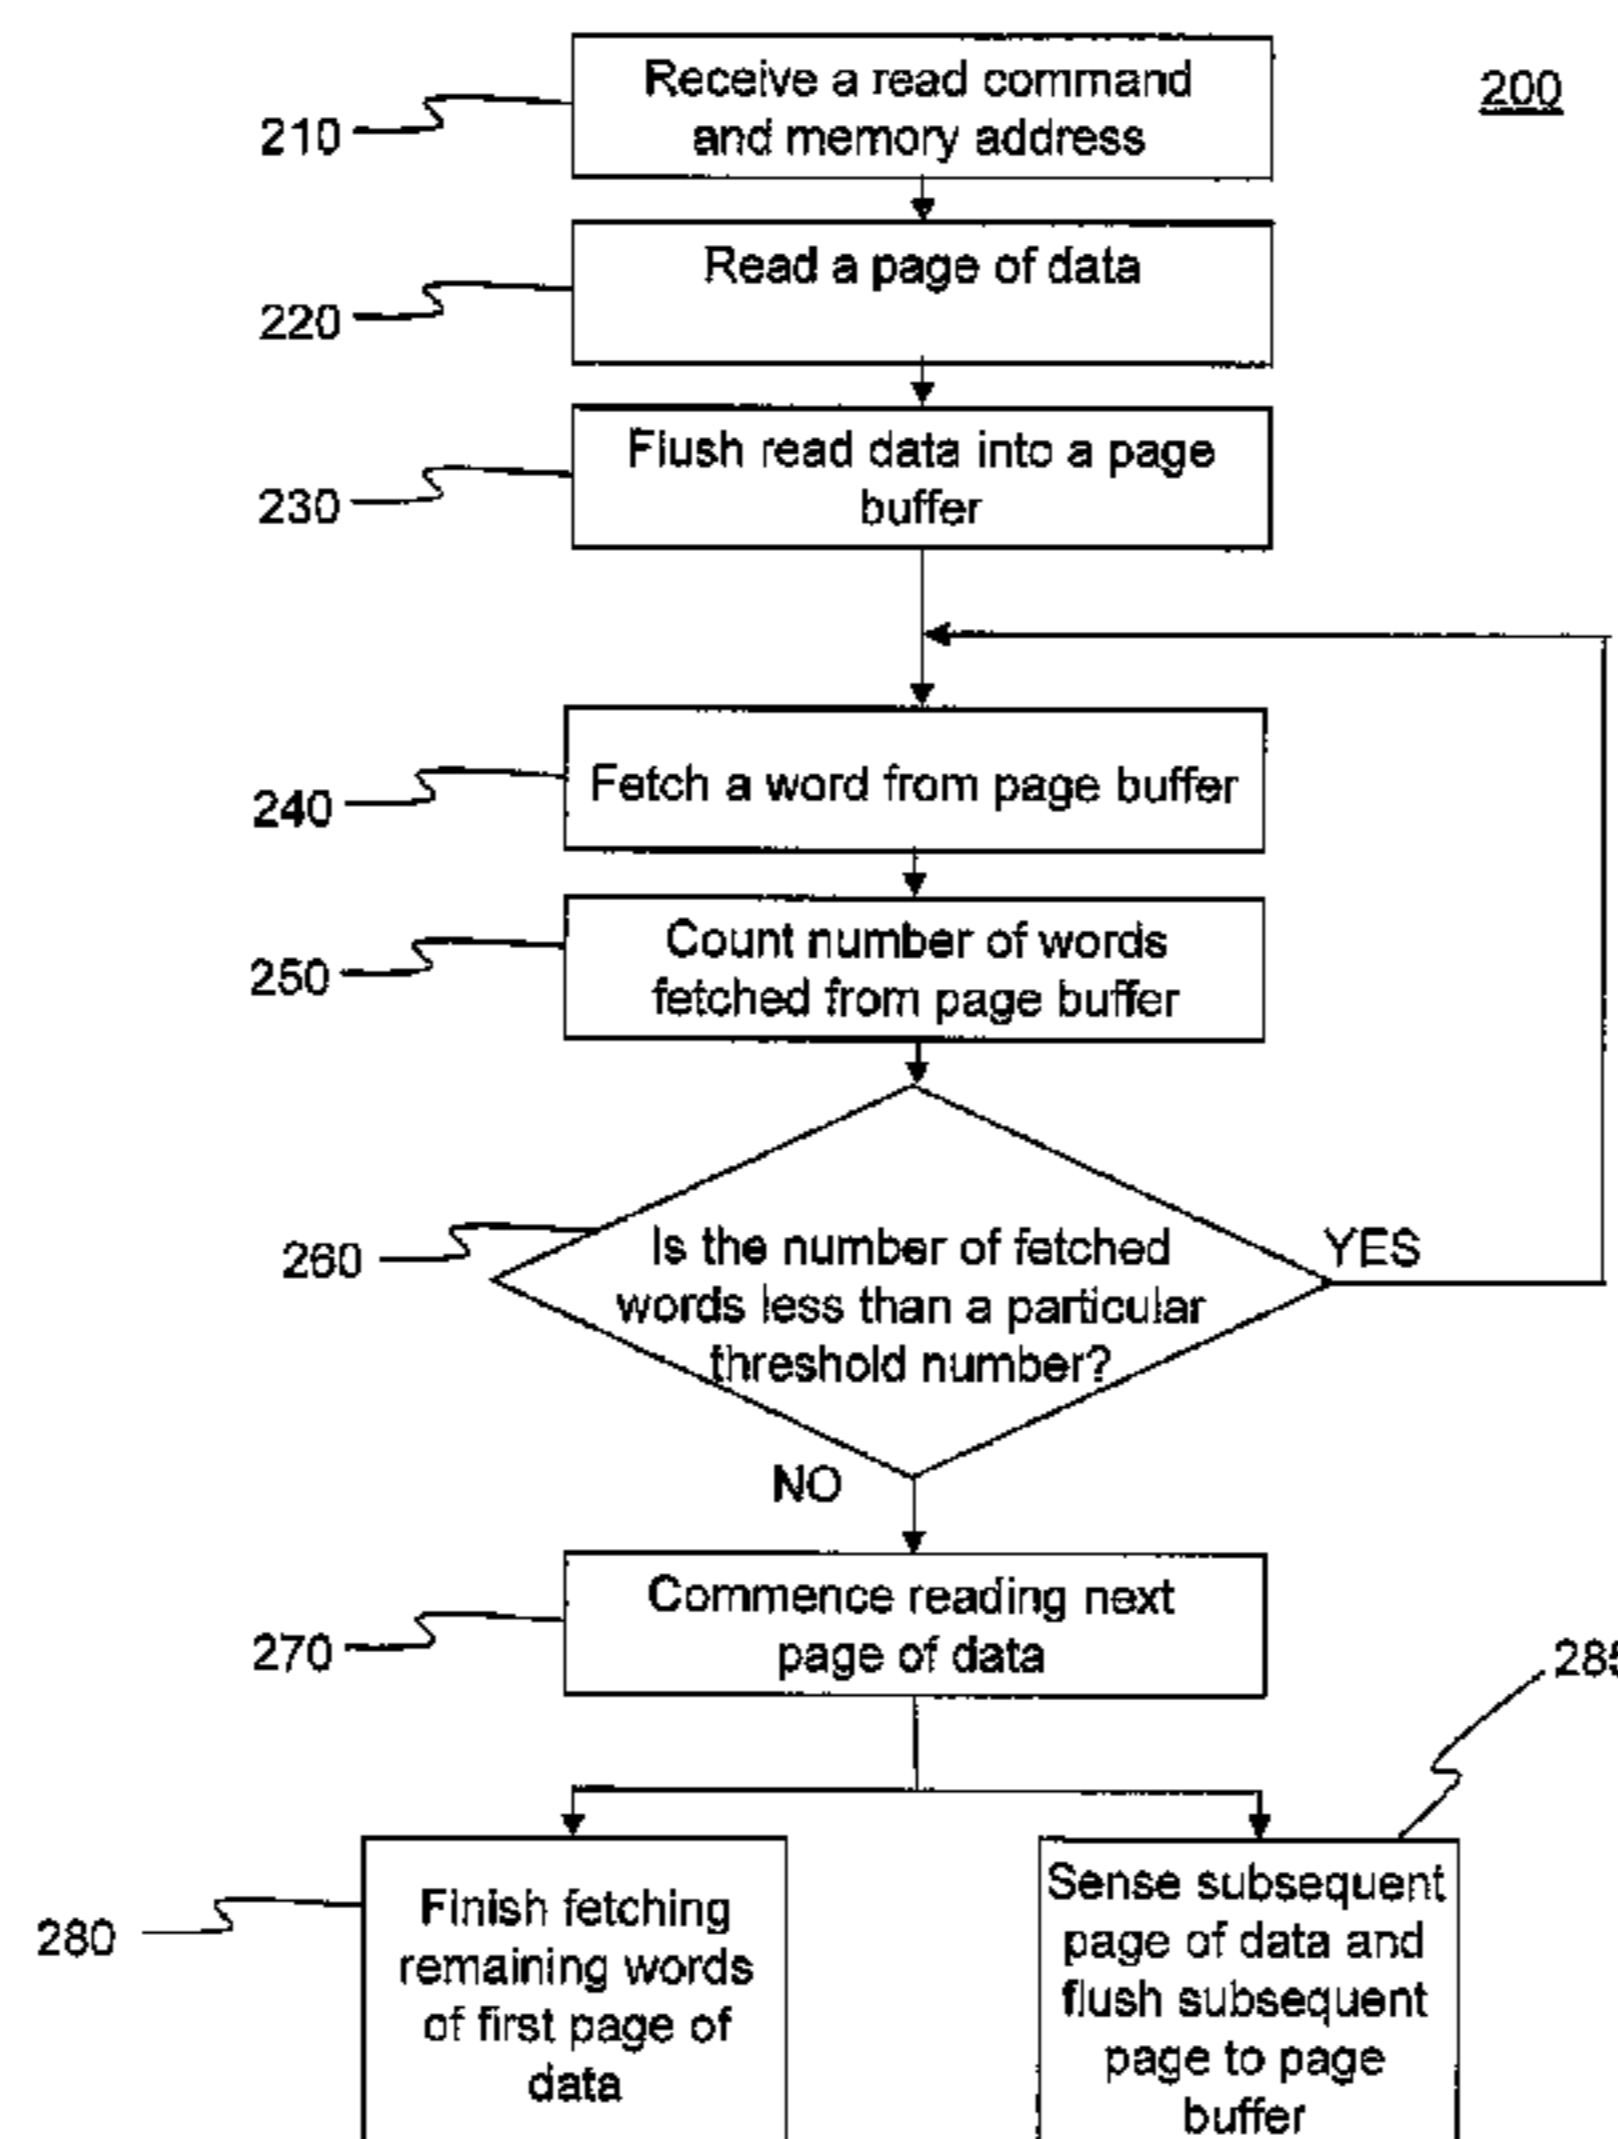 200
210
Receive a read command
and memory address
220
Read a page of data
230
Flush read data into a page
buffer
240
Fetch a word from page buffer
250
Count number of words
fetched from page buffer
260
Is the number of fetched
words less than a particular
threshold number?
YES
NO
270
Commence reading next
page of data
285
280
Finish fetching
remaining words
of first page of
data
Sense subsequent
page of data and
flush subsequent
page to page
buffer